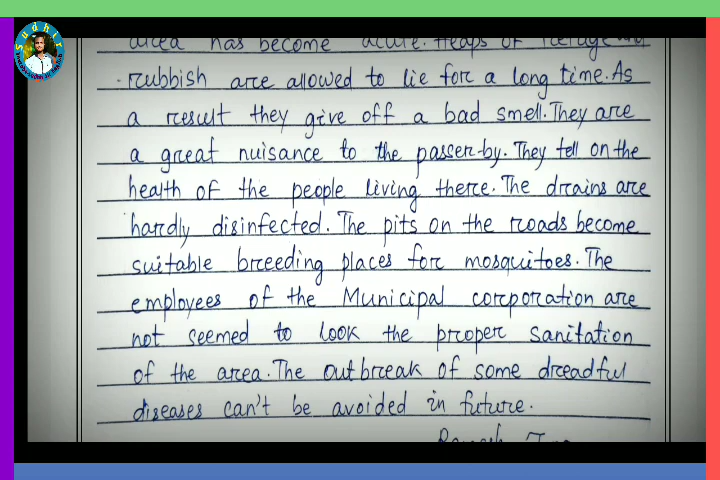 Sudhir
area has become acute. Heaps of
rubbish are allowed to lie for a long time. As
a result they give off a bad smell. They are
a great nuisance to the passer-by. They tell on the
health of the people living there. The drains are
hardly disinfected. The pits on the roads become
suitable breeding places for mosquitoes. The
employees of the Municipal corporation are
not seemed to look the proper sanitation
of the area. The outbreak of some dreadful
diseases can't be avoided in future.